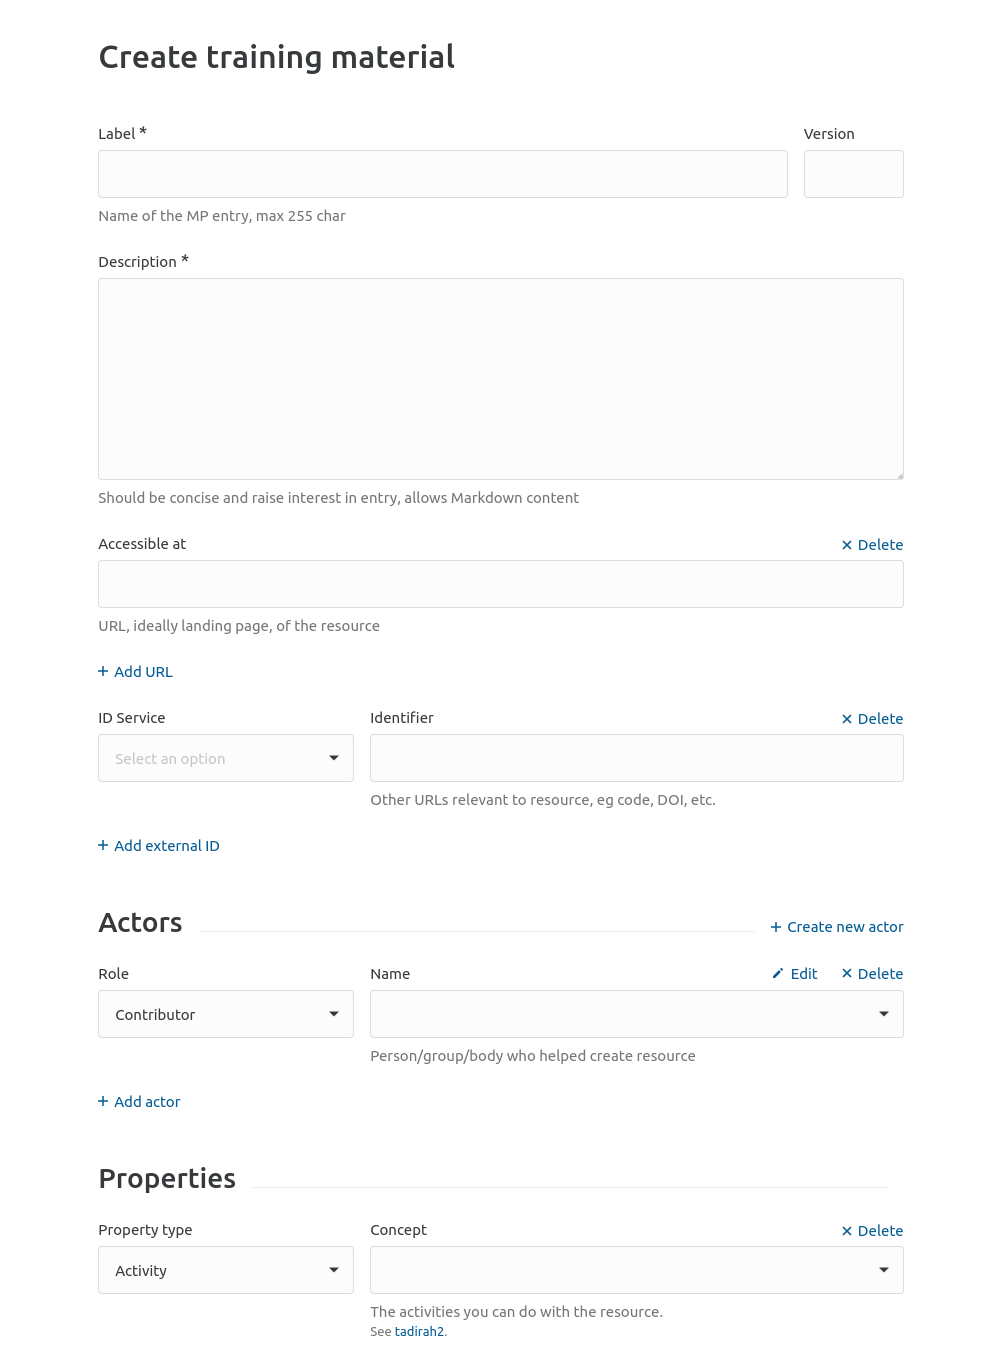 Create training material
Label *
Version
Name of the MP entry, max 255 char
Description *
Should be concise and raise interest in entry, allows Markdown content
Accessible at
Delete
URL, ideally landing page, of the resource
+ Add URL
ID Service
Identifier
Delete
Select an option
Other URLs relevant to resource, eg code, DOI, etc.
+ Add external ID
Actors
+ Create new actor
Role
Name
Edit
Delete
Contributor
Person/group/body who helped create resource
+ Add actor
Properties
Property type
Concept
Delete
Activity
The activities you can do with the resource.
See tadirah2.